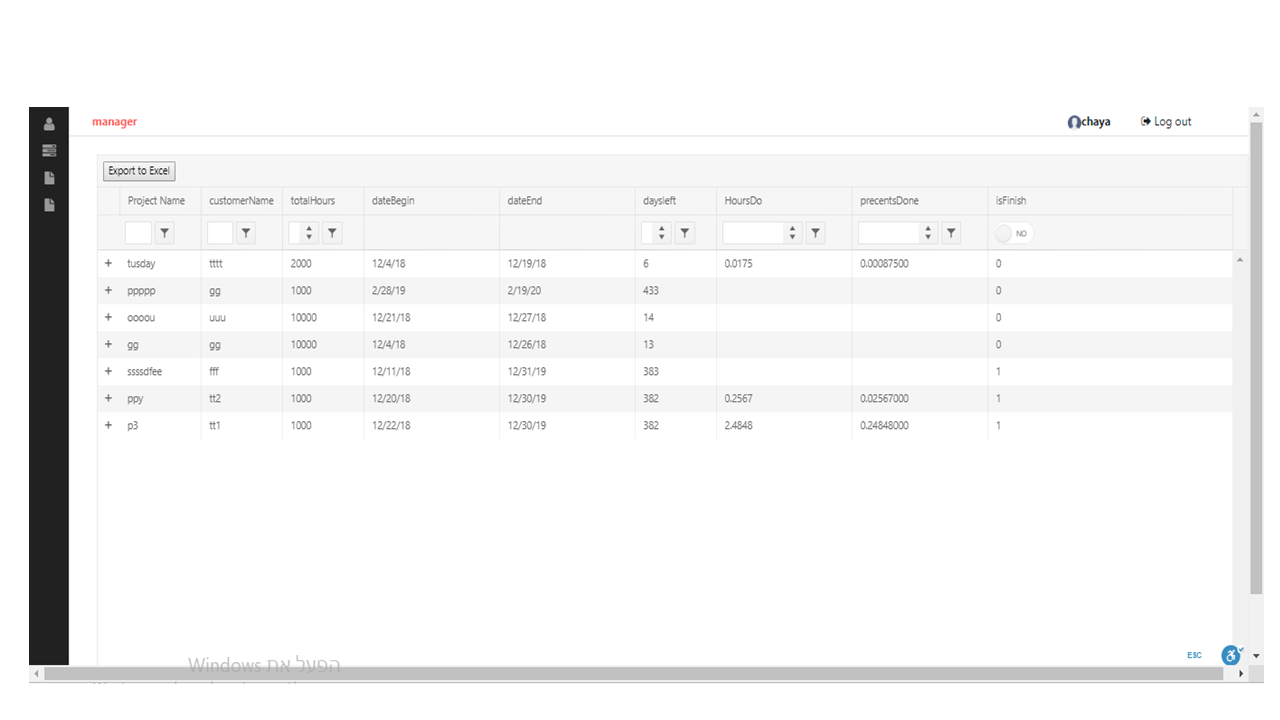 manager chaya Log out
Export to Excel
Project Name customerName totalHours dateBegin dateEnd daysleft HoursDo precentsDone isFinish
NO
+ tusday tttt 2000 12/4/18 12/19/18 6 0.0175 0.00087500 0
+ ppppp gg 1000 2/28/19 2/19/20 433 0
+ oooou uuu 10000 12/21/18 12/27/18 14 0
+ gg gg 10000 12/4/18 12/26/18 13 0
+ ssssdfee fff 1000 12/11/18 12/31/19 383 1
+ ppy tt2 1000 12/20/18 12/30/19 382 0.2567 0.02567000 1
+ p3 tt1 1000 12/22/18 12/30/19 382 2.4848 0.24848000 1
ESC
הפעל את Windows